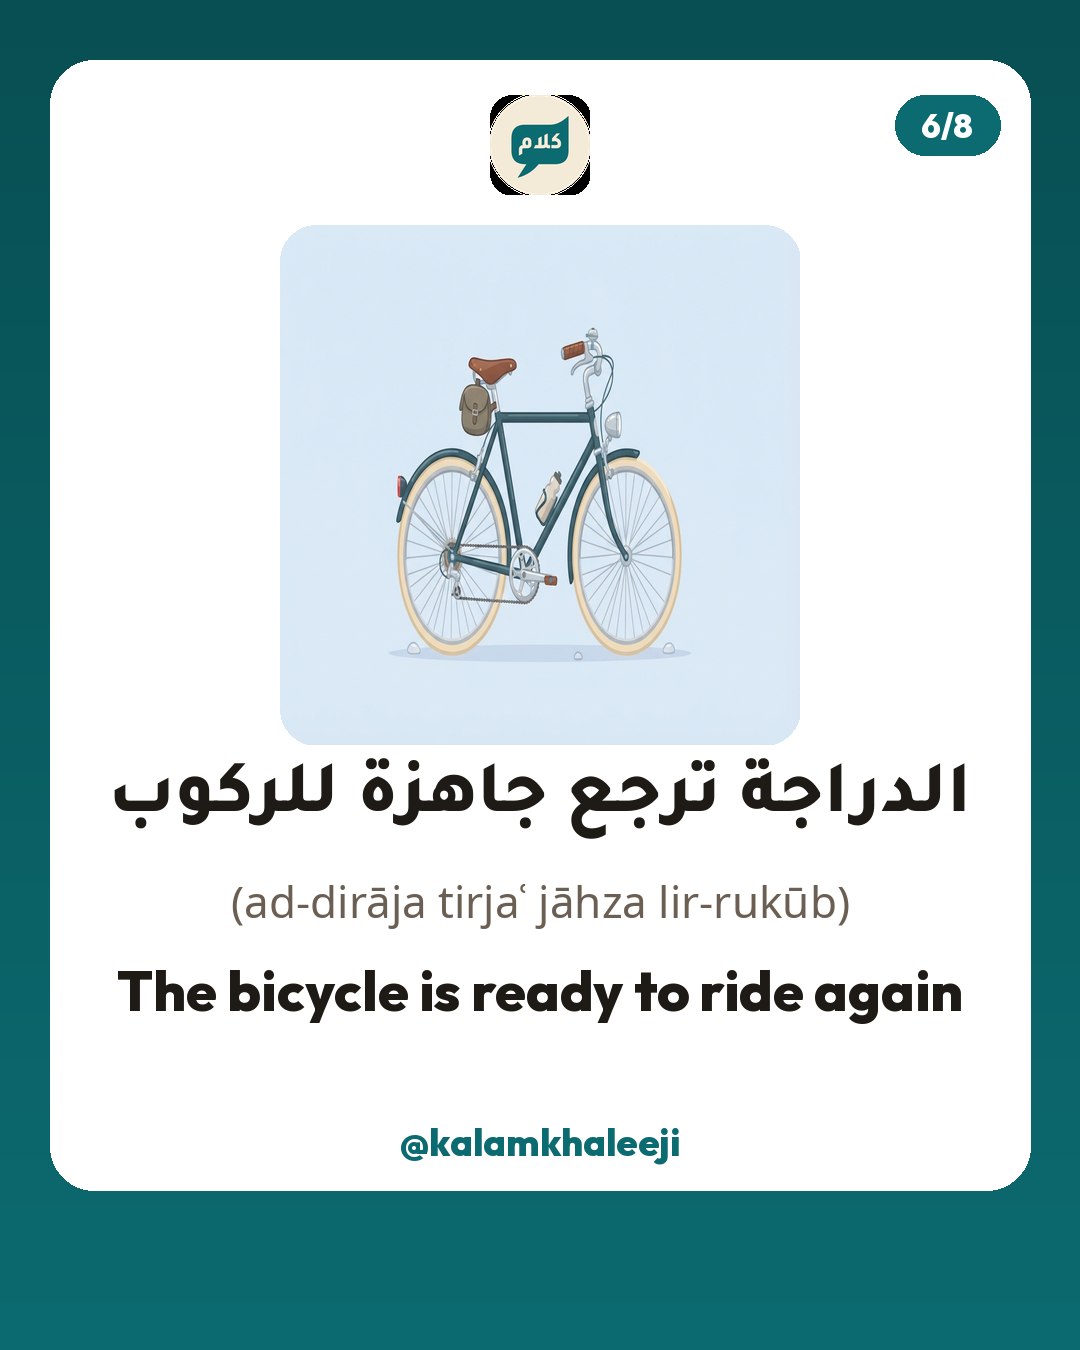 كلام
6/8
الدراجة ترجع جاهزة للركوب
(ad-dirāja tirjaʿ jāhza lir-rukūb)
The bicycle is ready to ride again
@kalamkhaleeji